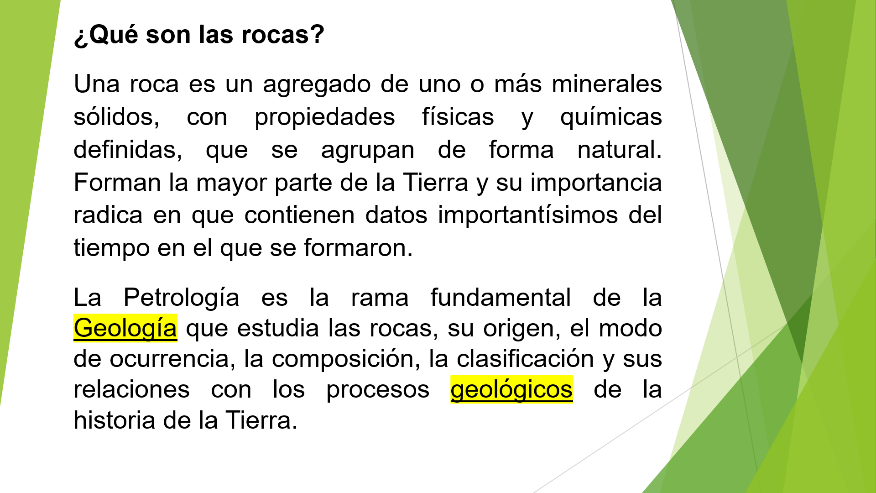 ¿Qué son las rocas?
Una roca es un agregado de uno o más minerales
sólidos, con propiedades físicas y químicas
definidas, que se agrupan de forma natural.
Forman la mayor parte de la Tierra y su importancia
radica en que contienen datos importantísimos del
tiempo en el que se formaron.
La Petrología es la rama fundamental de la
Geología que estudia las rocas, su origen, el modo
de ocurrencia, la composición, la clasificación y sus
relaciones con los procesos geológicos de la
historia de la Tierra.